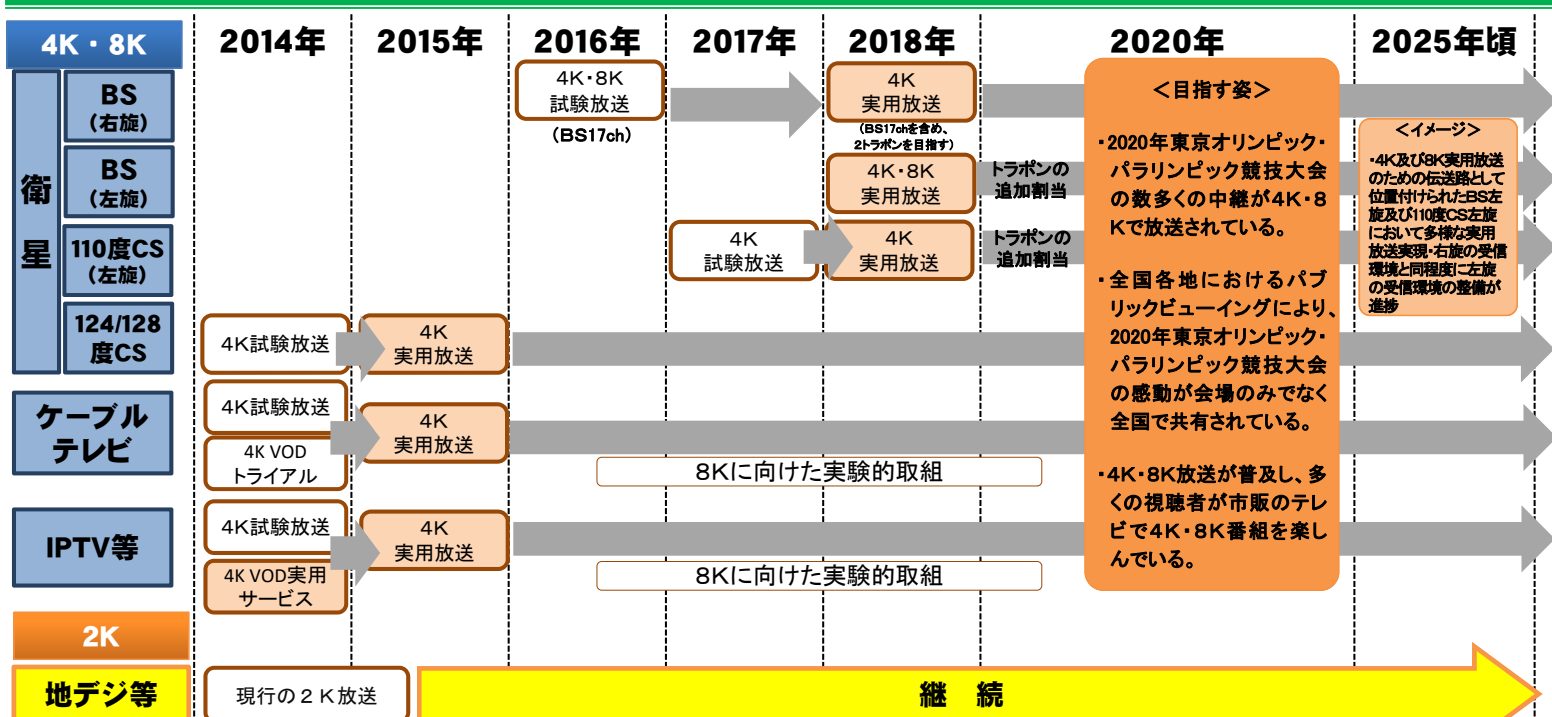 4K・8K
2014年
2015年
2016年
2017年
2018年
2020年
2025年頃
衛
星
BS
(右旋)
4K・8K
試験放送
(BS17ch)
4K
実用放送
(BS17chを含め、
2トラポンを目指す)
BS
(左旋)
4K・8K
実用放送
トラポンの
追加割当
110度CS
(左旋)
4K
試験放送
4K
実用放送
トラポンの
追加割当
124/128
度CS
4K試験放送
4K
実用放送
ケーブル
テレビ
4K試験放送
4K VOD
トライアル
4K
実用放送
8Kに向けた実験的取組
IPTV等
4K試験放送
4K VOD実用
サービス
4K
実用放送
8Kに向けた実験的取組
＜目指す姿＞
・2020年東京オリンピック・
パラリンピック競技大会
の数多くの中継が4K・8
Kで放送されている。
・全国各地におけるパブ
リックビューイングにより、
2020年東京オリンピック・
パラリンピック競技大会
の感動が会場のみでなく
全国で共有されている。
・4K・8K放送が普及し、多
くの視聴者が市販のテレ
ビで4K・8K番組を楽し
んでいる。
＜イメージ＞
・4K及び8K実用放送
のための伝送路として
位置付けられたBS左
旋及び110度CS左旋
において多様な実用
放送実現・右旋の受信
環境と同程度に左旋
の受信環境の整備が
進捗
2K
地デジ等
現行の２Ｋ放送
継 続